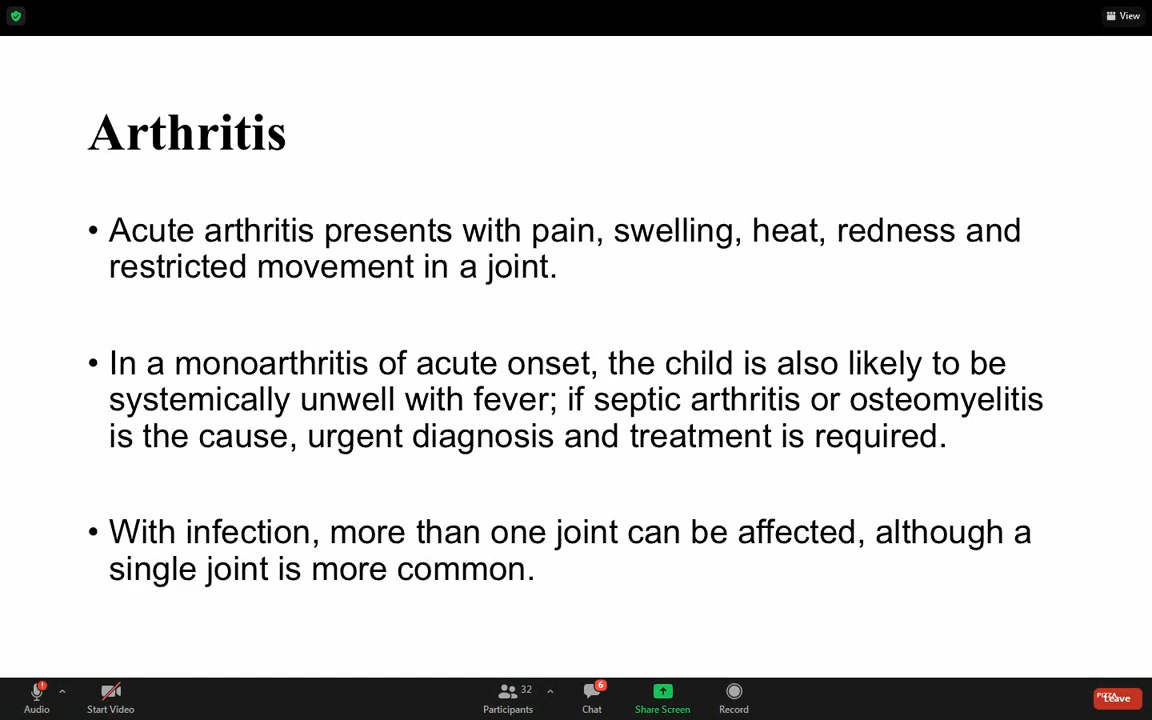 View
Arthritis
• Acute arthritis presents with pain, swelling, heat, redness and
restricted movement in a joint.
• In a monoarthritis of acute onset, the child is also likely to be
systemically unwell with fever; if septic arthritis or osteomyelitis
is the cause, urgent diagnosis and treatment is required.
• With infection, more than one joint can be affected, although a
single joint is more common.
!
Audio
Start Video
32
Participants
6
Chat
Share Screen
Record
PIZZA
Leave